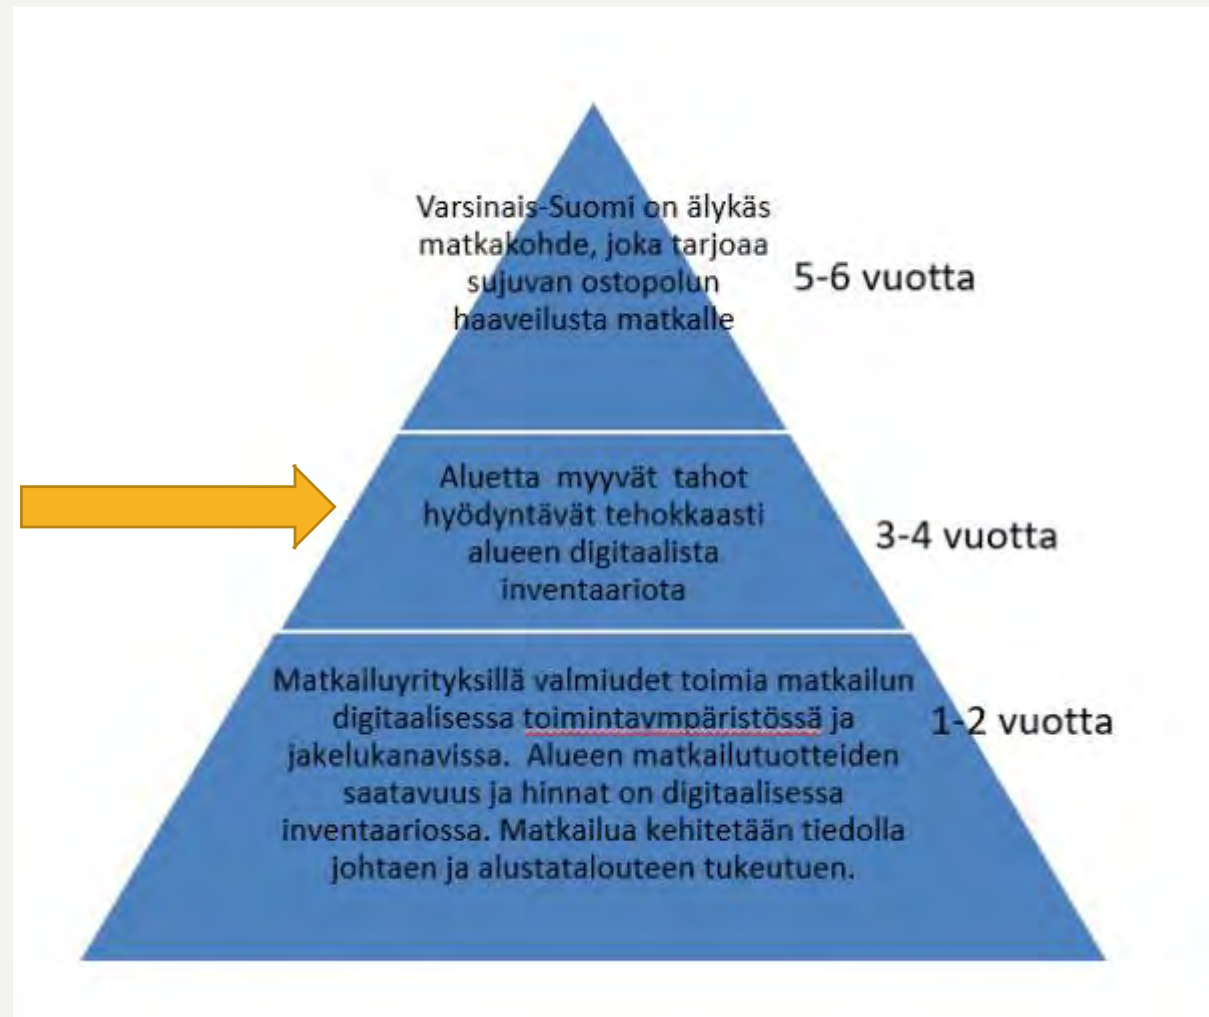 Varsinais-Suomi on älykäs
matkakohde, joka tarjoaa
sujuvan ostopolun
haaveilusta matkalle
5-6 vuotta
Aluetta myyvät tahot
hyödyntävät tehokkaasti
alueen digitaalista
inventaariota
3-4 vuotta
Matkailuyrityksillä valmiudet toimia matkailun
digitaalisessa toimintaympäristössä ja
jakelukanavissa. Alueen matkailutuotteiden
saatavuus ja hinnat on digitaalisessa
inventaariossa. Matkailua kehitetään tiedolla
johtaen ja alustatalouteen tukeutuen.
1-2 vuotta